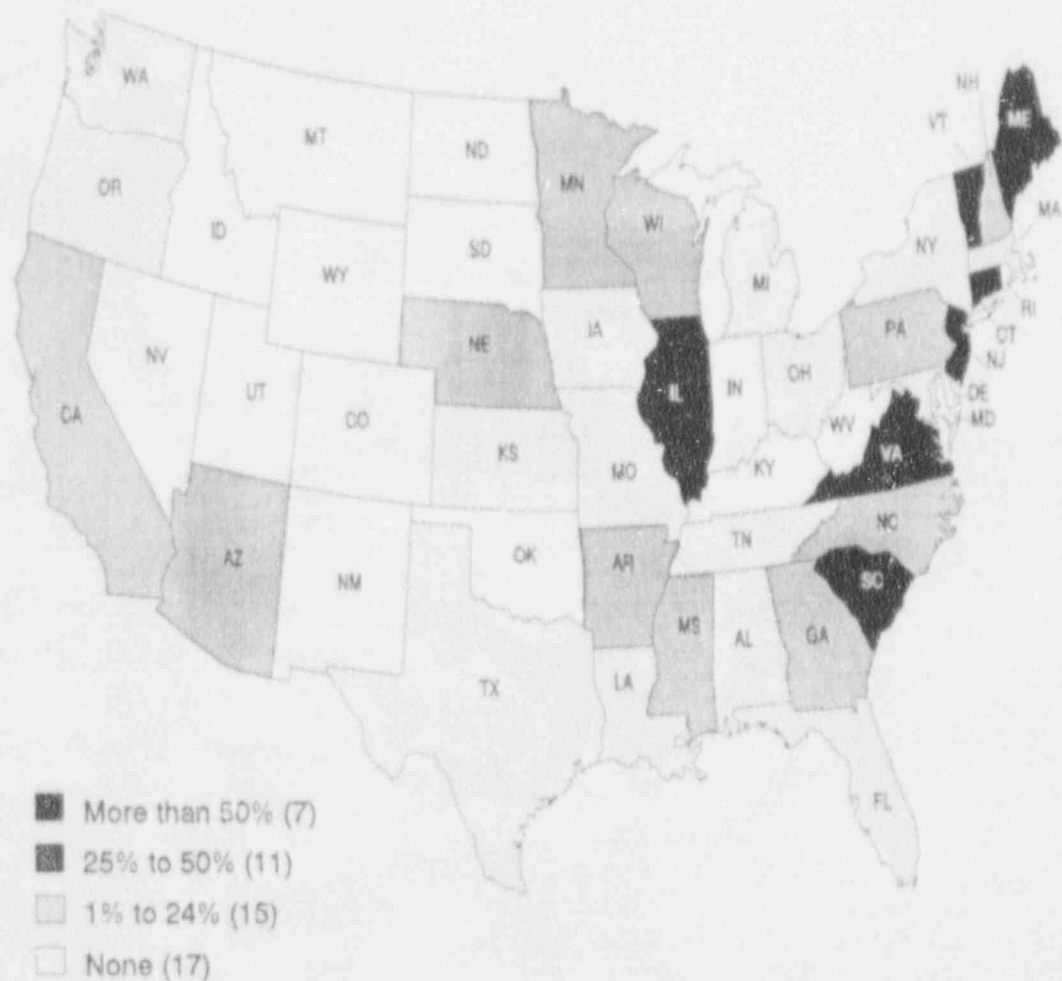 WA
NH
ME
VT
MT
ND
MN
OR
MA
ID
SD
WI
NY
WY
MI
RI
IA
PA
CT
NE
NJ
NV
OH
UT
IL
IN
DE
CA
CO
WV
MD
KS
VA
MO
KY
NC
TN
OK
AZ
AR
SC
NM
MS
AL
GA
LA
TX
FL
More than 50% (7)
25% to 50% (11)
1% to 24% (15)
None (17)